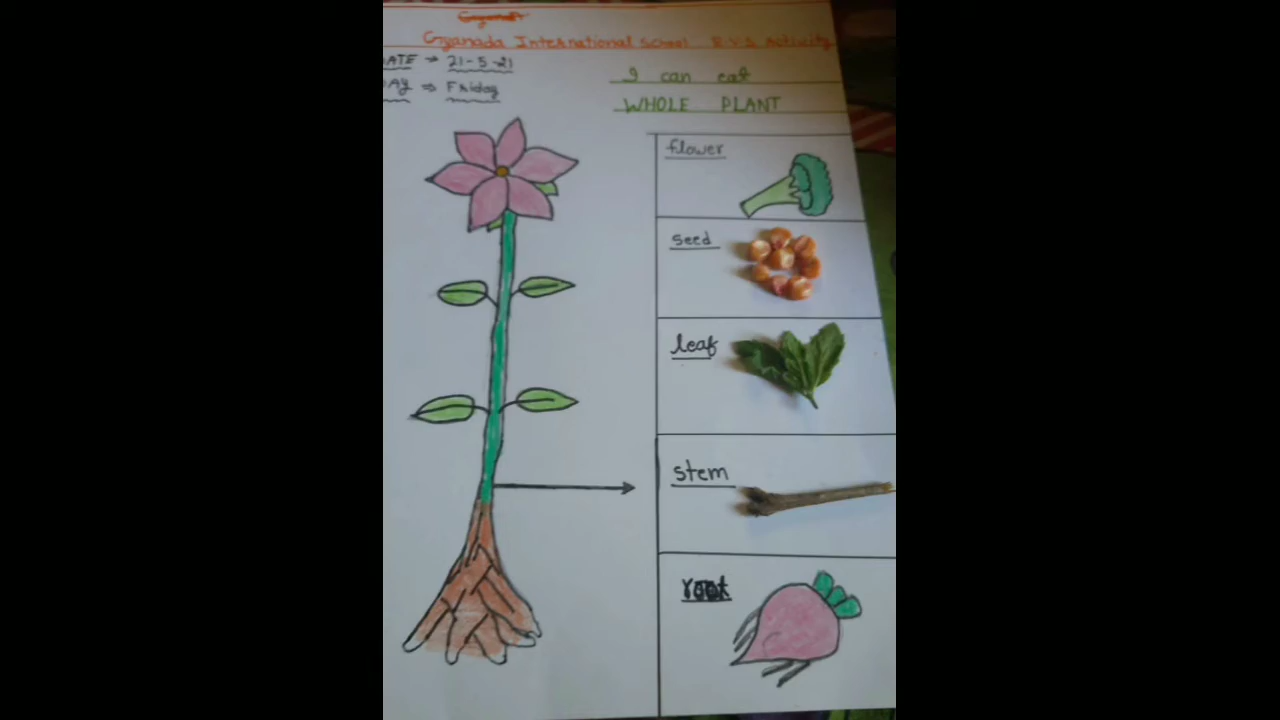 Gyanada International School E.V.S Activity
DATE → 21-5-21
DAY ⇒ Friday
I can eat
WHOLE PLANT
flower
seed
leaf
stem
root